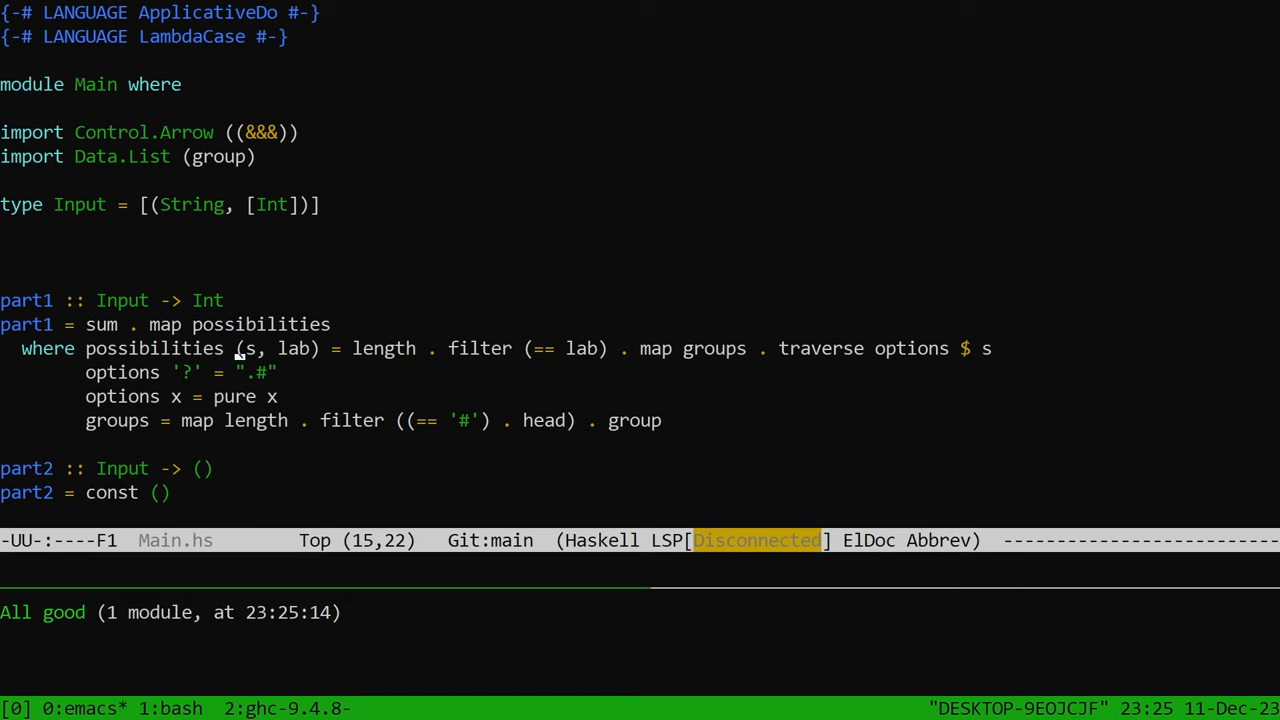 {-# LANGUAGE ApplicativeDo #-}
{-# LANGUAGE LambdaCase #-}
module Main where
import Control.Arrow ((&&&))
import Data.List (group)
type Input = [(String, [Int])]
part1 :: Input -> Int
part1 = sum . map possibilities
  where possibilities (s, lab) = length . filter (== lab) . map groups . traverse options $ s
        options '?' = ".#"
        options x = pure x
        groups = map length . filter ((== '#') . head) . group
part2 :: Input -> ()
part2 = const ()
-UU-:----F1  Main.hs        Top (15,22)   Git:main  (Haskell LSP[Disconnected] ElDoc Abbrev) --------------------------
All good (1 module, at 23:25:14)
[0] 0:emacs* 1:bash  2:ghc-9.4.8- "DESKTOP-9EOJCJF" 23:25 11-Dec-23